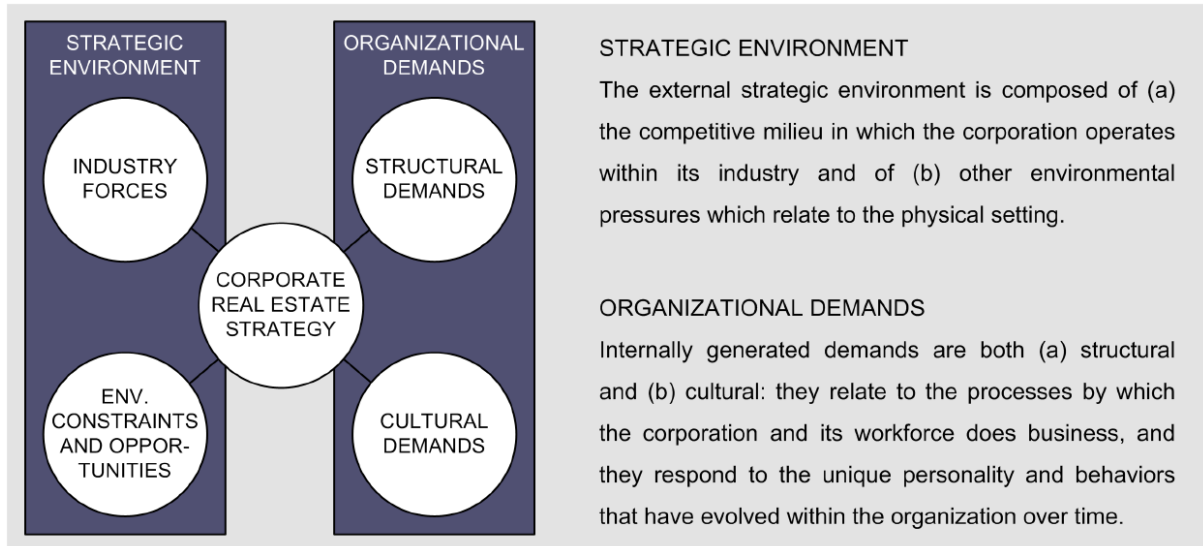 STRATEGIC
ENVIRONMENT
INDUSTRY
FORCES
ENV.
CONSTRAINTS
AND OPPOR-
TUNITIES
CORPORATE
REAL ESTATE
STRATEGY
ORGANIZATIONAL
DEMANDS
STRUCTURAL
DEMANDS
CULTURAL
DEMANDS
STRATEGIC ENVIRONMENT
The external strategic environment is composed of (a)
the competitive milieu in which the corporation operates
within its industry and of (b) other environmental
pressures which relate to the physical setting.
ORGANIZATIONAL DEMANDS
Internally generated demands are both (a) structural
and (b) cultural: they relate to the processes by which
the corporation and its workforce does business, and
they respond to the unique personality and behaviors
that have evolved within the organization over time.